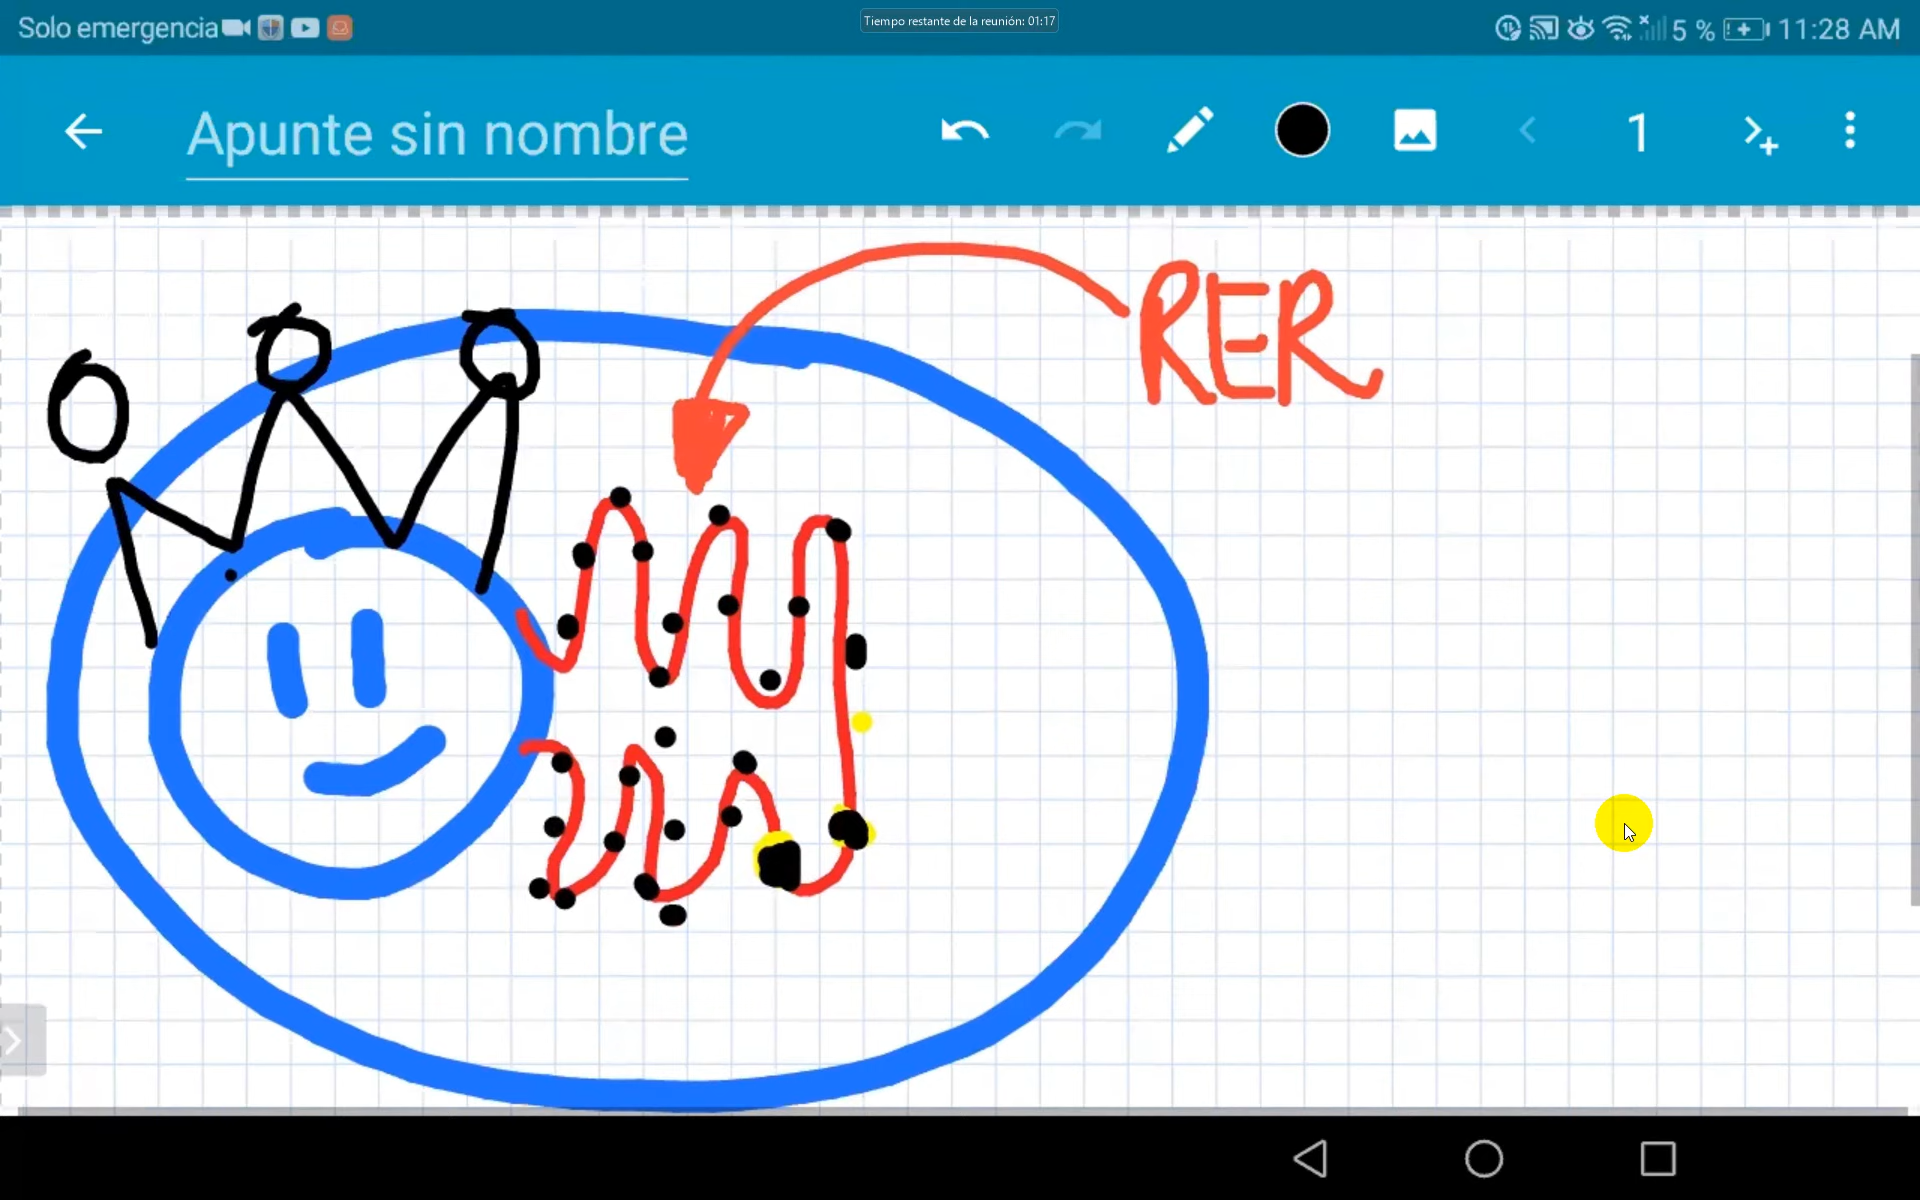 Solo emergencia
Tiempo restante de la reunión: 01:17
5 % 11:28 AM
Apunte sin nombre
1
RER